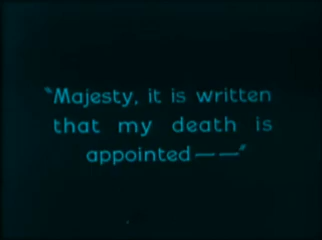 "Majesty, it is written
that my death is
appointed — —"